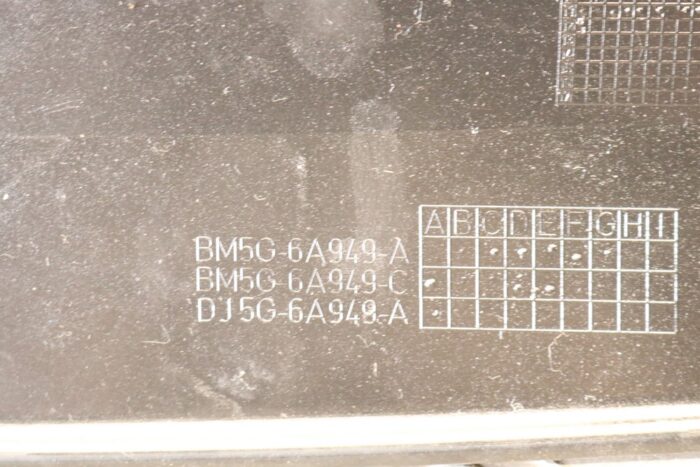 A B C D E F G H I
BM5G-6A949-A
BM5G-6A949-C
DJ5G-6A949-A